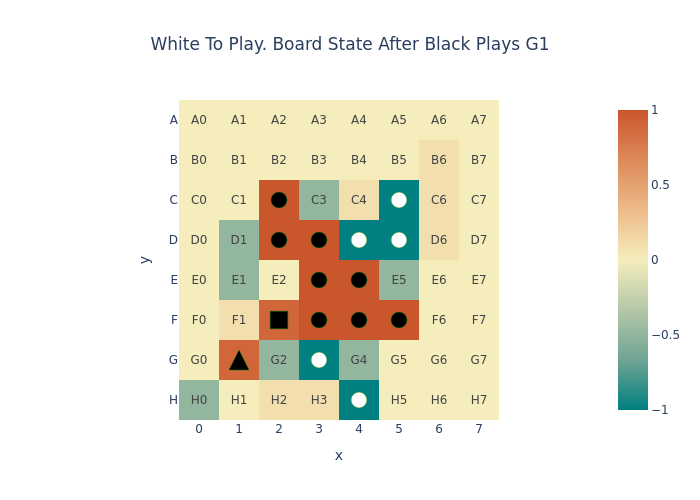 White To Play. Board State After Black Plays G1
A A0 A1 A2 A3 A4 A5 A6 A7
B B0 B1 B2 B3 B4 B5 B6 B7
C C0 C1 C3 C4 C6 C7
D D0 D1 D6 D7
E E0 E1 E2 E5 E6 E7
F F0 F1 F6 F7
G G0 G2 G4 G5 G6 G7
H H0 H1 H2 H3 H5 H6 H7
0 1 2 3 4 5 6 7
x
y
1
0.5
0
−0.5
−1